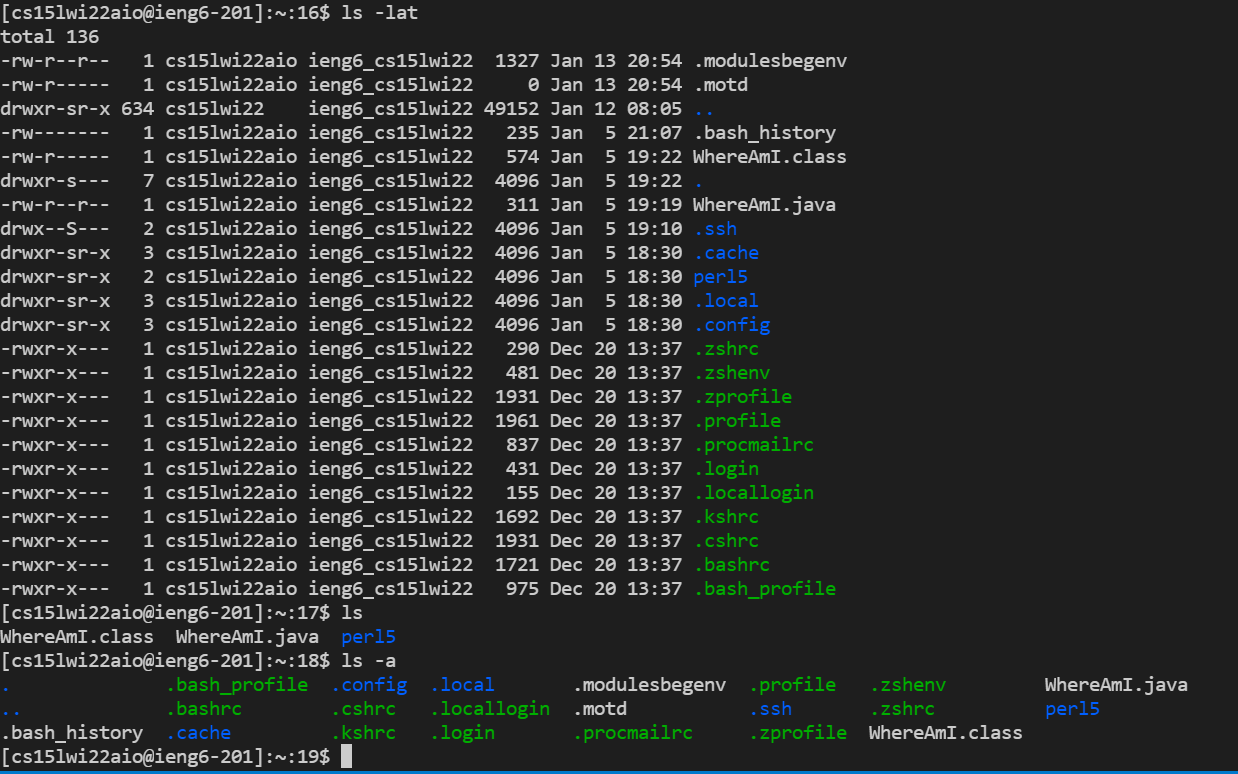 [cs15lwi22aio@ieng6-201]:~:16$ ls -lat
total 136
-rw-r--r--   1 cs15lwi22aio ieng6_cs15lwi22  1327 Jan 13 20:54 .modulesbegenv
-rw-r-----   1 cs15lwi22aio ieng6_cs15lwi22     0 Jan 13 20:54 .motd
drwxr-sr-x 634 cs15lwi22    ieng6_cs15lwi22 49152 Jan 12 08:05 ..
-rw-------   1 cs15lwi22aio ieng6_cs15lwi22   235 Jan  5 21:07 .bash_history
-rw-r-----   1 cs15lwi22aio ieng6_cs15lwi22   574 Jan  5 19:22 WhereAmI.class
drwxr-s---   7 cs15lwi22aio ieng6_cs15lwi22  4096 Jan  5 19:22 .
-rw-r--r--   1 cs15lwi22aio ieng6_cs15lwi22   311 Jan  5 19:19 WhereAmI.java
drwx--S---   2 cs15lwi22aio ieng6_cs15lwi22  4096 Jan  5 19:10 .ssh
drwxr-sr-x   3 cs15lwi22aio ieng6_cs15lwi22  4096 Jan  5 18:30 .cache
drwxr-sr-x   2 cs15lwi22aio ieng6_cs15lwi22  4096 Jan  5 18:30 perl5
drwxr-sr-x   3 cs15lwi22aio ieng6_cs15lwi22  4096 Jan  5 18:30 .local
drwxr-sr-x   3 cs15lwi22aio ieng6_cs15lwi22  4096 Jan  5 18:30 .config
-rwxr-x---   1 cs15lwi22aio ieng6_cs15lwi22   290 Dec 20 13:37 .zshrc
-rwxr-x---   1 cs15lwi22aio ieng6_cs15lwi22   481 Dec 20 13:37 .zshenv
-rwxr-x---   1 cs15lwi22aio ieng6_cs15lwi22  1931 Dec 20 13:37 .zprofile
-rwxr-x---   1 cs15lwi22aio ieng6_cs15lwi22  1961 Dec 20 13:37 .profile
-rwxr-x---   1 cs15lwi22aio ieng6_cs15lwi22   837 Dec 20 13:37 .procmailrc
-rwxr-x---   1 cs15lwi22aio ieng6_cs15lwi22   431 Dec 20 13:37 .login
-rwxr-x---   1 cs15lwi22aio ieng6_cs15lwi22   155 Dec 20 13:37 .locallogin
-rwxr-x---   1 cs15lwi22aio ieng6_cs15lwi22  1692 Dec 20 13:37 .kshrc
-rwxr-x---   1 cs15lwi22aio ieng6_cs15lwi22  1931 Dec 20 13:37 .cshrc
-rwxr-x---   1 cs15lwi22aio ieng6_cs15lwi22  1721 Dec 20 13:37 .bashrc
-rwxr-x---   1 cs15lwi22aio ieng6_cs15lwi22   975 Dec 20 13:37 .bash_profile
[cs15lwi22aio@ieng6-201]:~:17$ ls
WhereAmI.class  WhereAmI.java  perl5
[cs15lwi22aio@ieng6-201]:~:18$ ls -a
.              .bash_profile  .config  .local       .modulesbegenv  .profile   .zshenv         WhereAmI.java
..             .bashrc        .cshrc   .locallogin  .motd           .ssh       .zshrc          perl5
.bash_history  .cache         .kshrc   .login       .procmailrc     .zprofile  WhereAmI.class
[cs15lwi22aio@ieng6-201]:~:19$